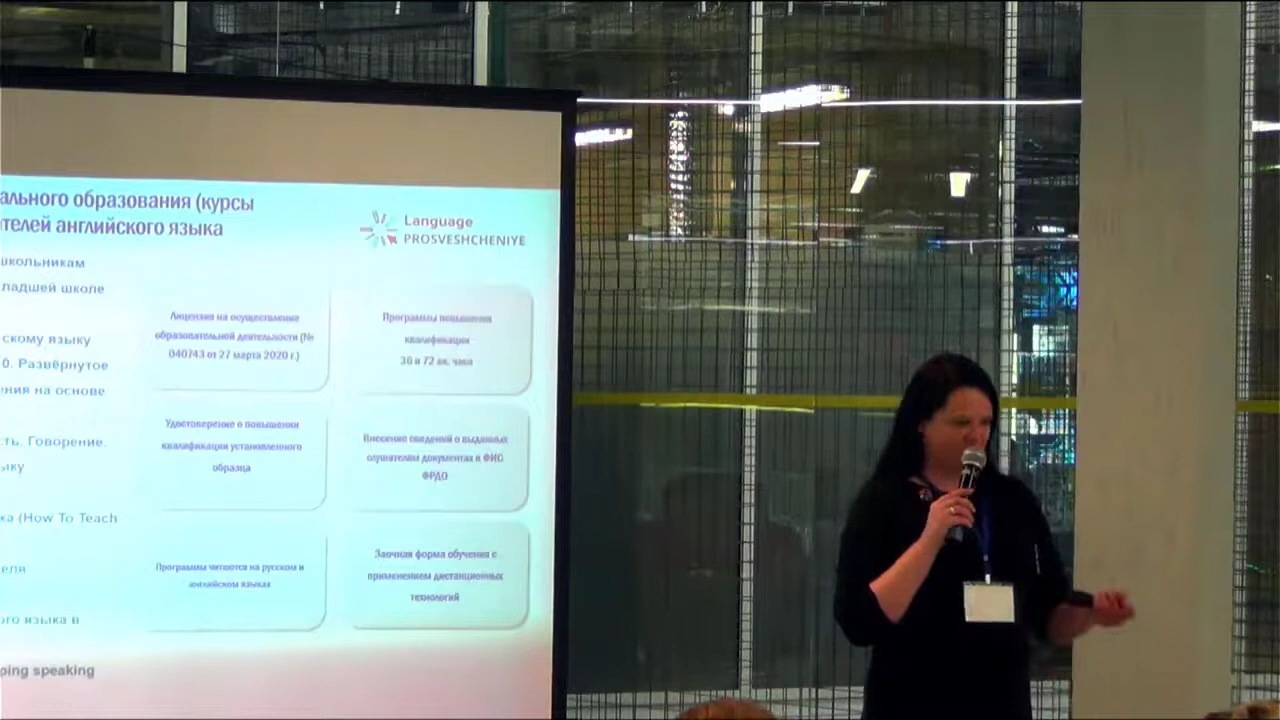 ального образования (курсы
телей английского языка
Language
PROSVESHCHENIYE
школьникам
ладшей школе
скому языку
0. Развёрнутое
ения на основе
ть. Говорение.
ыку
ка (How To Teach
еля
ого языка в
ping speaking
Лицензия на осуществление
образовательной деятельности (№
040743 от 27 марта 2020 г.)
Программы повышения
квалификации
36 и 72 ак. часа
Удостоверение о повышении
квалификации установленного
образца
Внесение сведений о выданных
слушателям документах в ФИС
ФРДО
Программы читаются на русском и
английском языках
Заочная форма обучения с
применением дистанционных
технологий